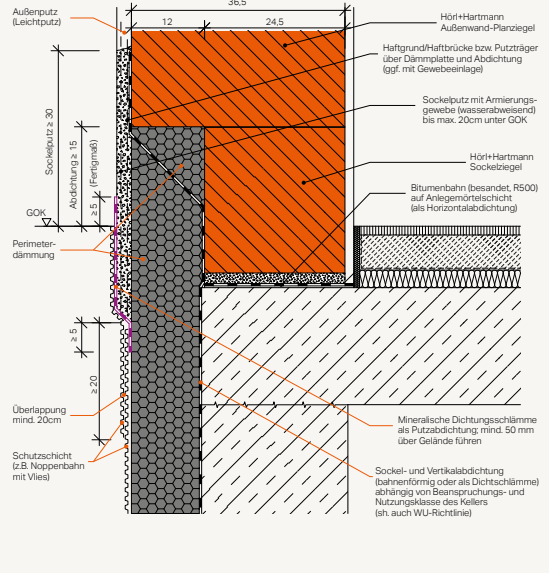 36,5
12
24,5
Außenputz
(Leichtputz)
Hörl+Hartmann
Außenwand-Planziegel
Haftgrund/Haftbrücke bzw. Putzträger
über Dämmplatte und Abdichtung
(ggf. mit Gewebeeinlage)
Sockelputz mit Armierungs-
gewebe (wasserabweisend)
bis max. 20cm unter GOK
Hörl+Hartmann
Sockelziegel
Bitumenbahn (besandet, R500)
auf Anlegemörtelschicht
(als Horizontalabdichtung)
Sockelputz ≥ 30
Abdichtung ≥ 15
(Fertigmaß)
≥ 5
GOK
Perimeter-
dämmung
≥ 5
≥20
Überlappung
mind. 20cm
Schutzschicht
(z.B. Noppenbahn
mit Vlies)
Mineralische Dichtungsschlämme
als Putzabdichtung; mind. 50 mm
über Gelände führen
Sockel- und Vertikalabdichtung
(bahnenförmig oder als Dichtschlämme)
abhängig von Beanspruchungs- und
Nutzungsklasse des Kellers
(sh. auch WU-Richtlinie)